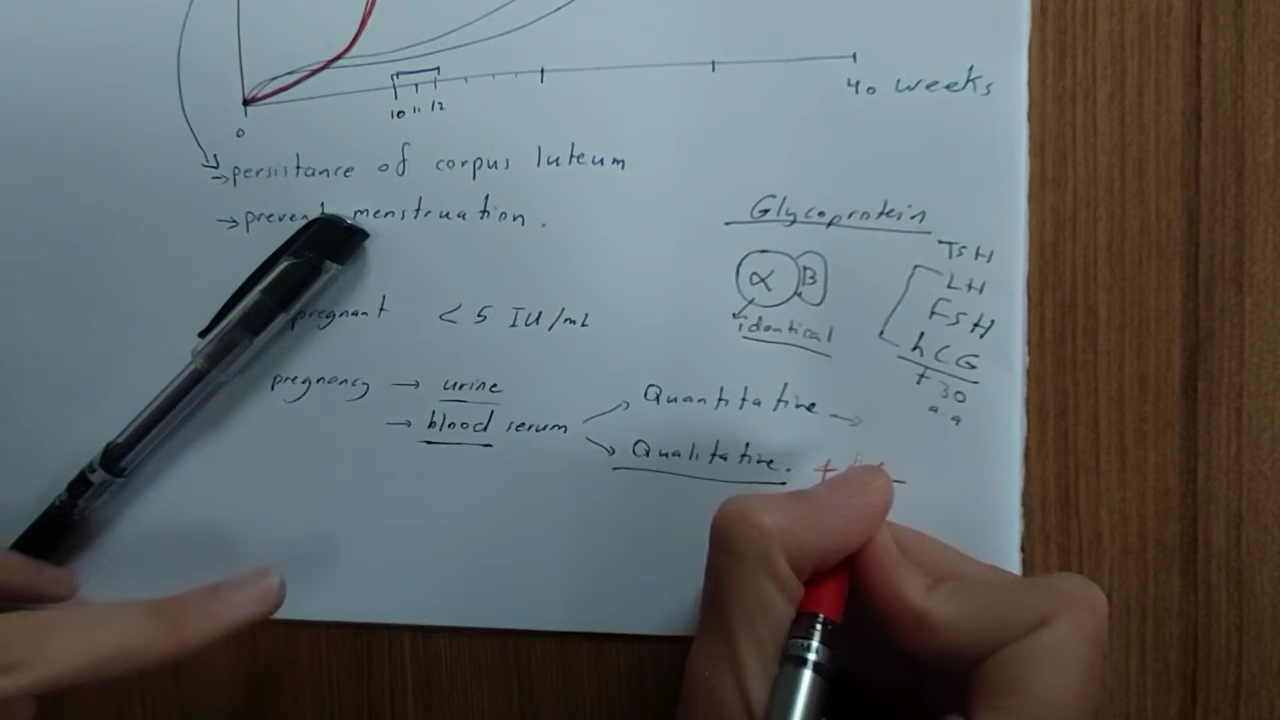 40 weeks
10 11 12
0
→ persistance of corpus luteum
→ prevent menstruation.
Glycoprotein
α B
identical
TSH
LH
FSH
hCG
+30
a.a
pregnant < 5 IU/mL
pregnancy → urine
→ blood serum
Quantitative →
Qualitative. +